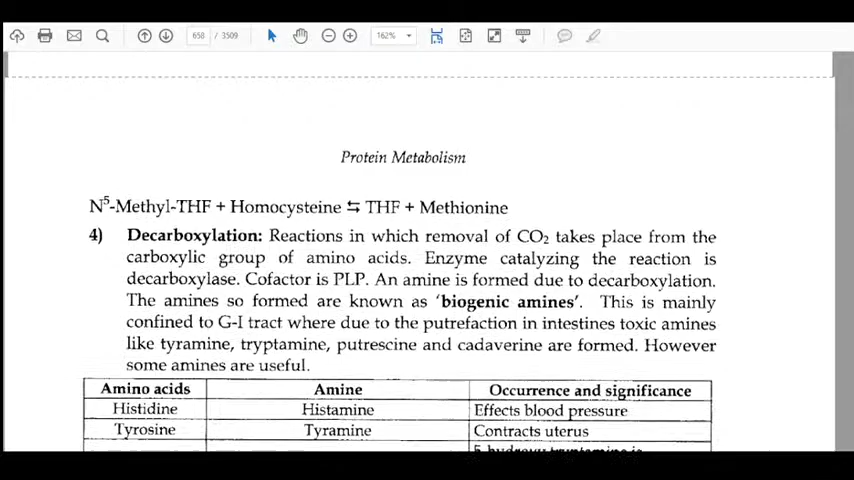 658 / 3509 162%
Protein Metabolism
N⁵-Methyl-THF + Homocysteine ⇆ THF + Methionine
4) Decarboxylation: Reactions in which removal of CO₂ takes place from the
carboxylic group of amino acids. Enzyme catalyzing the reaction is
decarboxylase. Cofactor is PLP. An amine is formed due to decarboxylation.
The amines so formed are known as ‘biogenic amines’. This is mainly
confined to G-I tract where due to the putrefaction in intestines toxic amines
like tyramine, tryptamine, putrescine and cadaverine are formed. However
some amines are useful.
Amino acids Amine Occurrence and significance
Histidine Histamine Effects blood pressure
Tyrosine Tyramine Contracts uterus